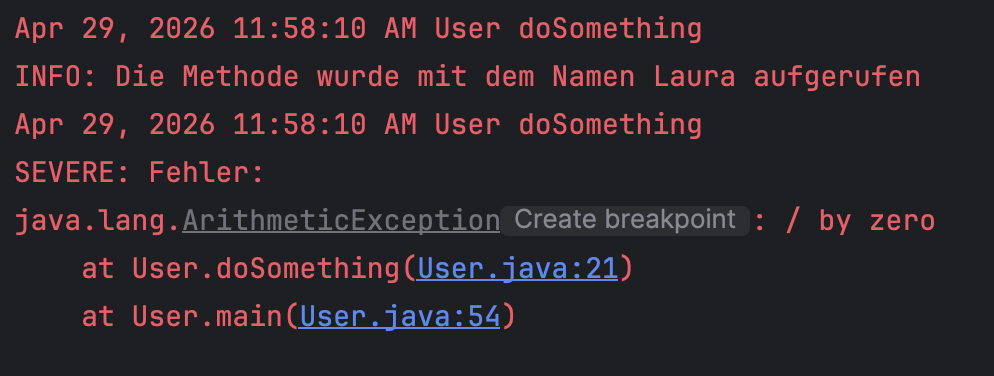 Apr 29, 2026 11:58:10 AM User doSomething
INFO: Die Methode wurde mit dem Namen Laura aufgerufen
Apr 29, 2026 11:58:10 AM User doSomething
SEVERE: Fehler:
java.lang.ArithmeticException Create breakpoint : / by zero
    at User.doSomething(User.java:21)
    at User.main(User.java:54)